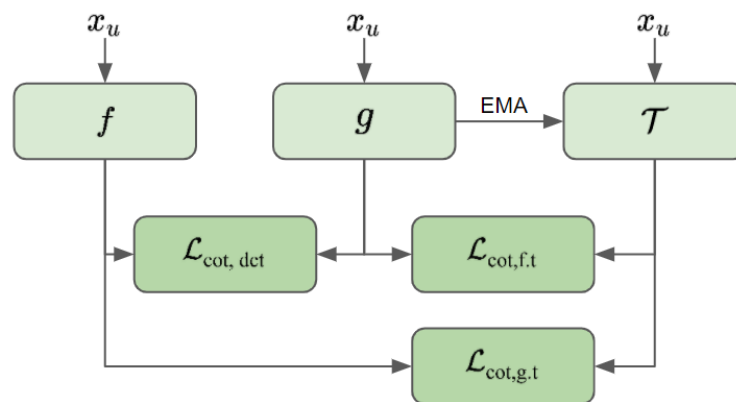 x_u x_u x_u
f g EMA 𝒯
ℒ_cot, dct ℒ_cot,f.t
ℒ_cot,g.t